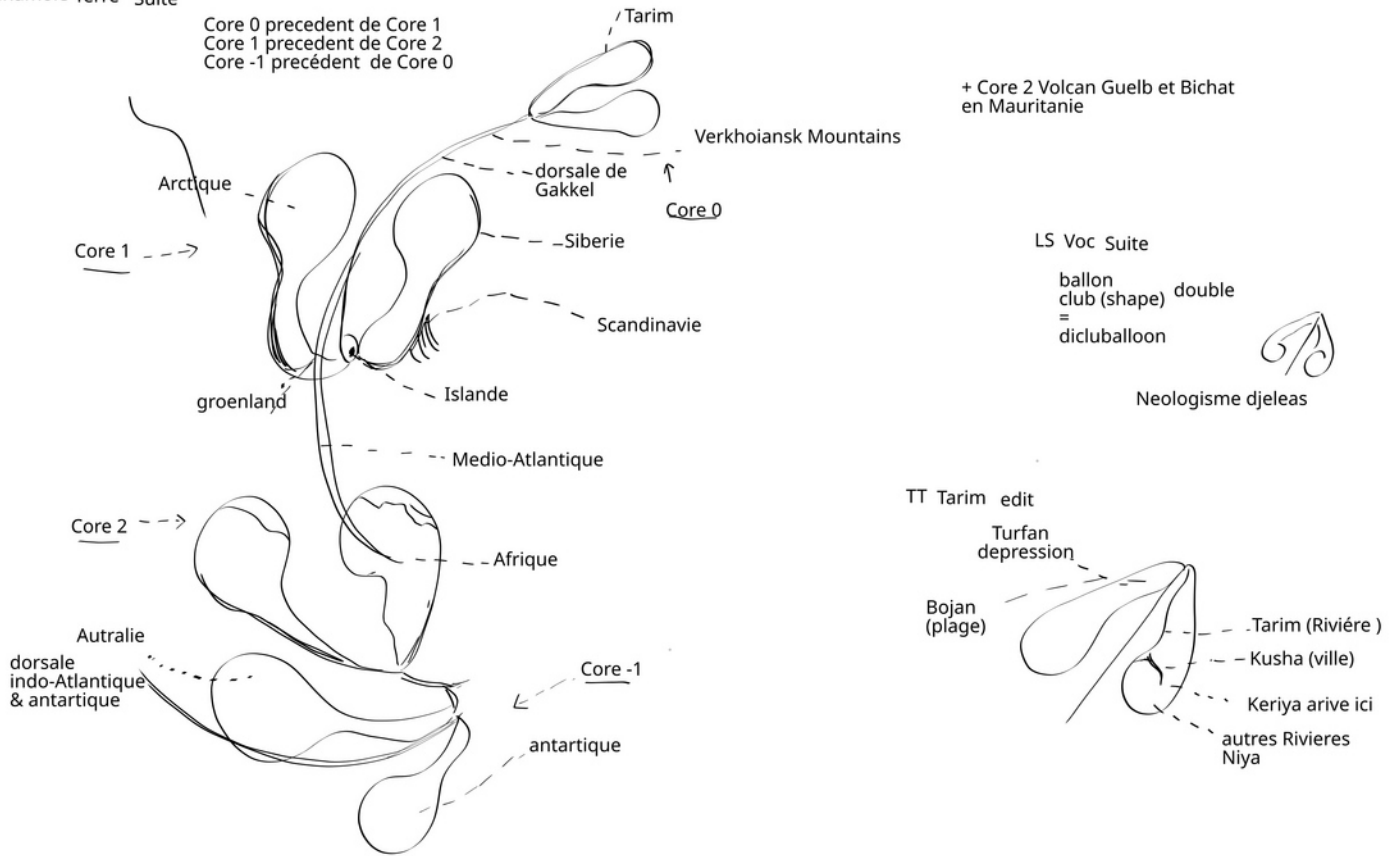 Terre Suite
Core 0 precedent de Core 1
Core 1 precedent de Core 2
Core -1 precédent de Core 0
Tarim
+ Core 2 Volcan Guelb et Bichat
en Mauritanie
Verkhoiansk Mountains
dorsale de
Gakkel
Arctique
Core 0
Core 1
Siberie
LS Voc Suite
ballon
club (shape) double
=
dicluballoon
Scandinavie
groenland
Islande
Neologisme djeleas
Medio-Atlantique
TT Tarim edit
Core 2
Turfan
depression
Afrique
Bojan
(plage)
Tarim (Riviére )
Autralie
Kusha (ville)
dorsale
indo-Atlantique
& antartique
Core -1
Keriya arive ici
antartique
autres Rivieres
Niya